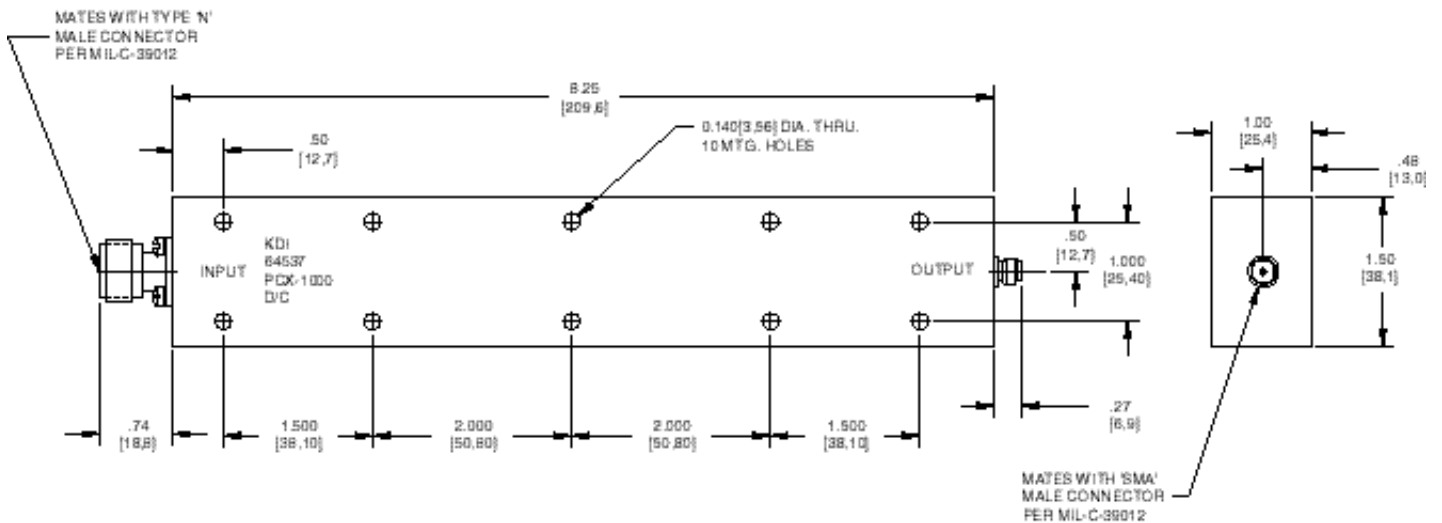 MATES WITH TYPE 'N'
MALE CONNECTOR
PER MIL-C-39012
8.25
[209,6]
.50
[12,7]
0.140[3,56] DIA. THRU.
10 MTG. HOLES
1.00
[25,4]
.48
[13,0]
KDI
64537
PCX-1000
D/C
INPUT
OUTPUT
.50
[12,7]
1.000
[25,40]
1.50
[38,1]
.74
[18,8]
1.500
[38,10]
2.000
[50,80]
2.000
[50,80]
1.500
[38,10]
.27
[6,9]
MATES WITH 'SMA'
MALE CONNECTOR
PER MIL-C-39012